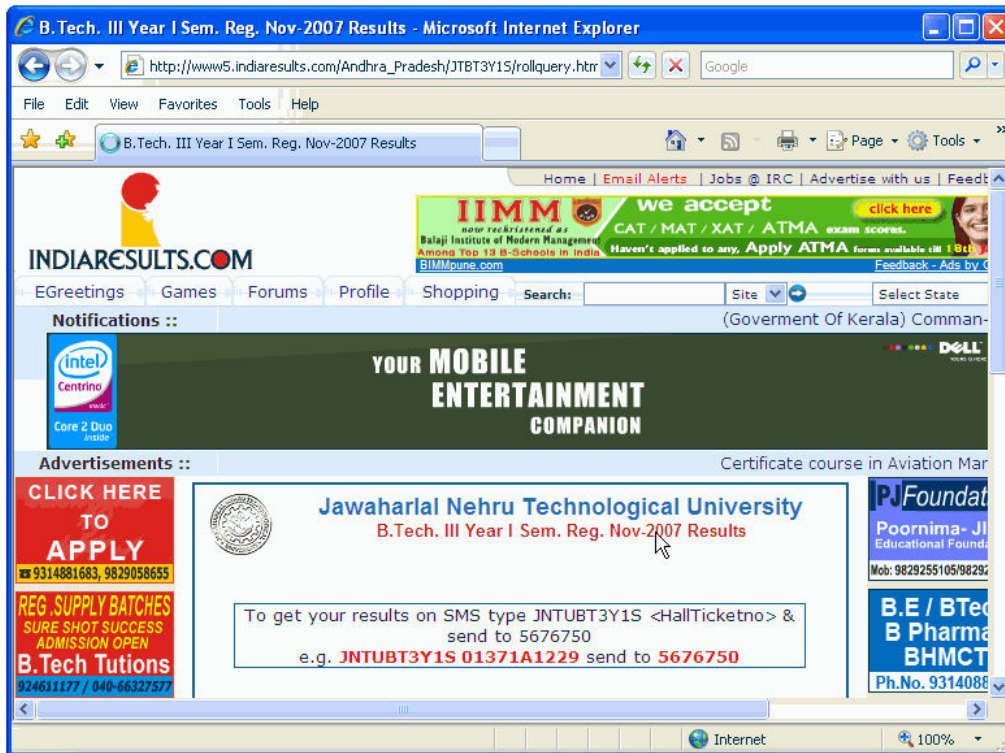 B.Tech. III Year I Sem. Reg. Nov-2007 Results - Microsoft Internet Explorer
http://www5.indiaresults.com/Andhra_Pradesh/JTBT3Y1S/rollquery.htm
Google
File Edit View Favorites Tools Help
B.Tech. III Year I Sem. Reg. Nov-2007 Results
Page Tools
Home | Email Alerts | Jobs @ IRC | Advertise with us | Feedb
INDIARESULTS.COM
IIMM
now rechristened as
Balaji Institute of Modern Management
Among Top 13 B-Schools in India
we accept
CAT / MAT / XAT / ATMA exam scores.
Haven't applied to any, Apply ATMA forms available till 18th
click here
BIMMpune.com
Feedback - Ads by
EGreetings Games Forums Profile Shopping Search: Site Select State
Notifications :: (Goverment Of Kerala) Comman-
intel
Centrino
Core 2 Duo
inside
YOUR MOBILE
ENTERTAINMENT
COMPANION
DELL
Advertisements :: Certificate course in Aviation Mar
CLICK HERE
TO
APPLY
9314881683, 9829058655
REG .SUPPLY BATCHES
SURE SHOT SUCCESS
ADMISSION OPEN
B.Tech Tutions
924611177 / 040-66327577
Jawaharlal Nehru Technological University
B.Tech. III Year I Sem. Reg. Nov-2007 Results
To get your results on SMS type JNTUBT3Y1S <HallTicketno> &
send to 5676750
e.g. JNTUBT3Y1S 01371A1229 send to 5676750
PJ Foundat
Poornima- JI
Educational Founda
Mob: 9829255105/9829
B.E / BTec
B Pharma
BHMCT
Ph.No. 9314088
Internet
100%